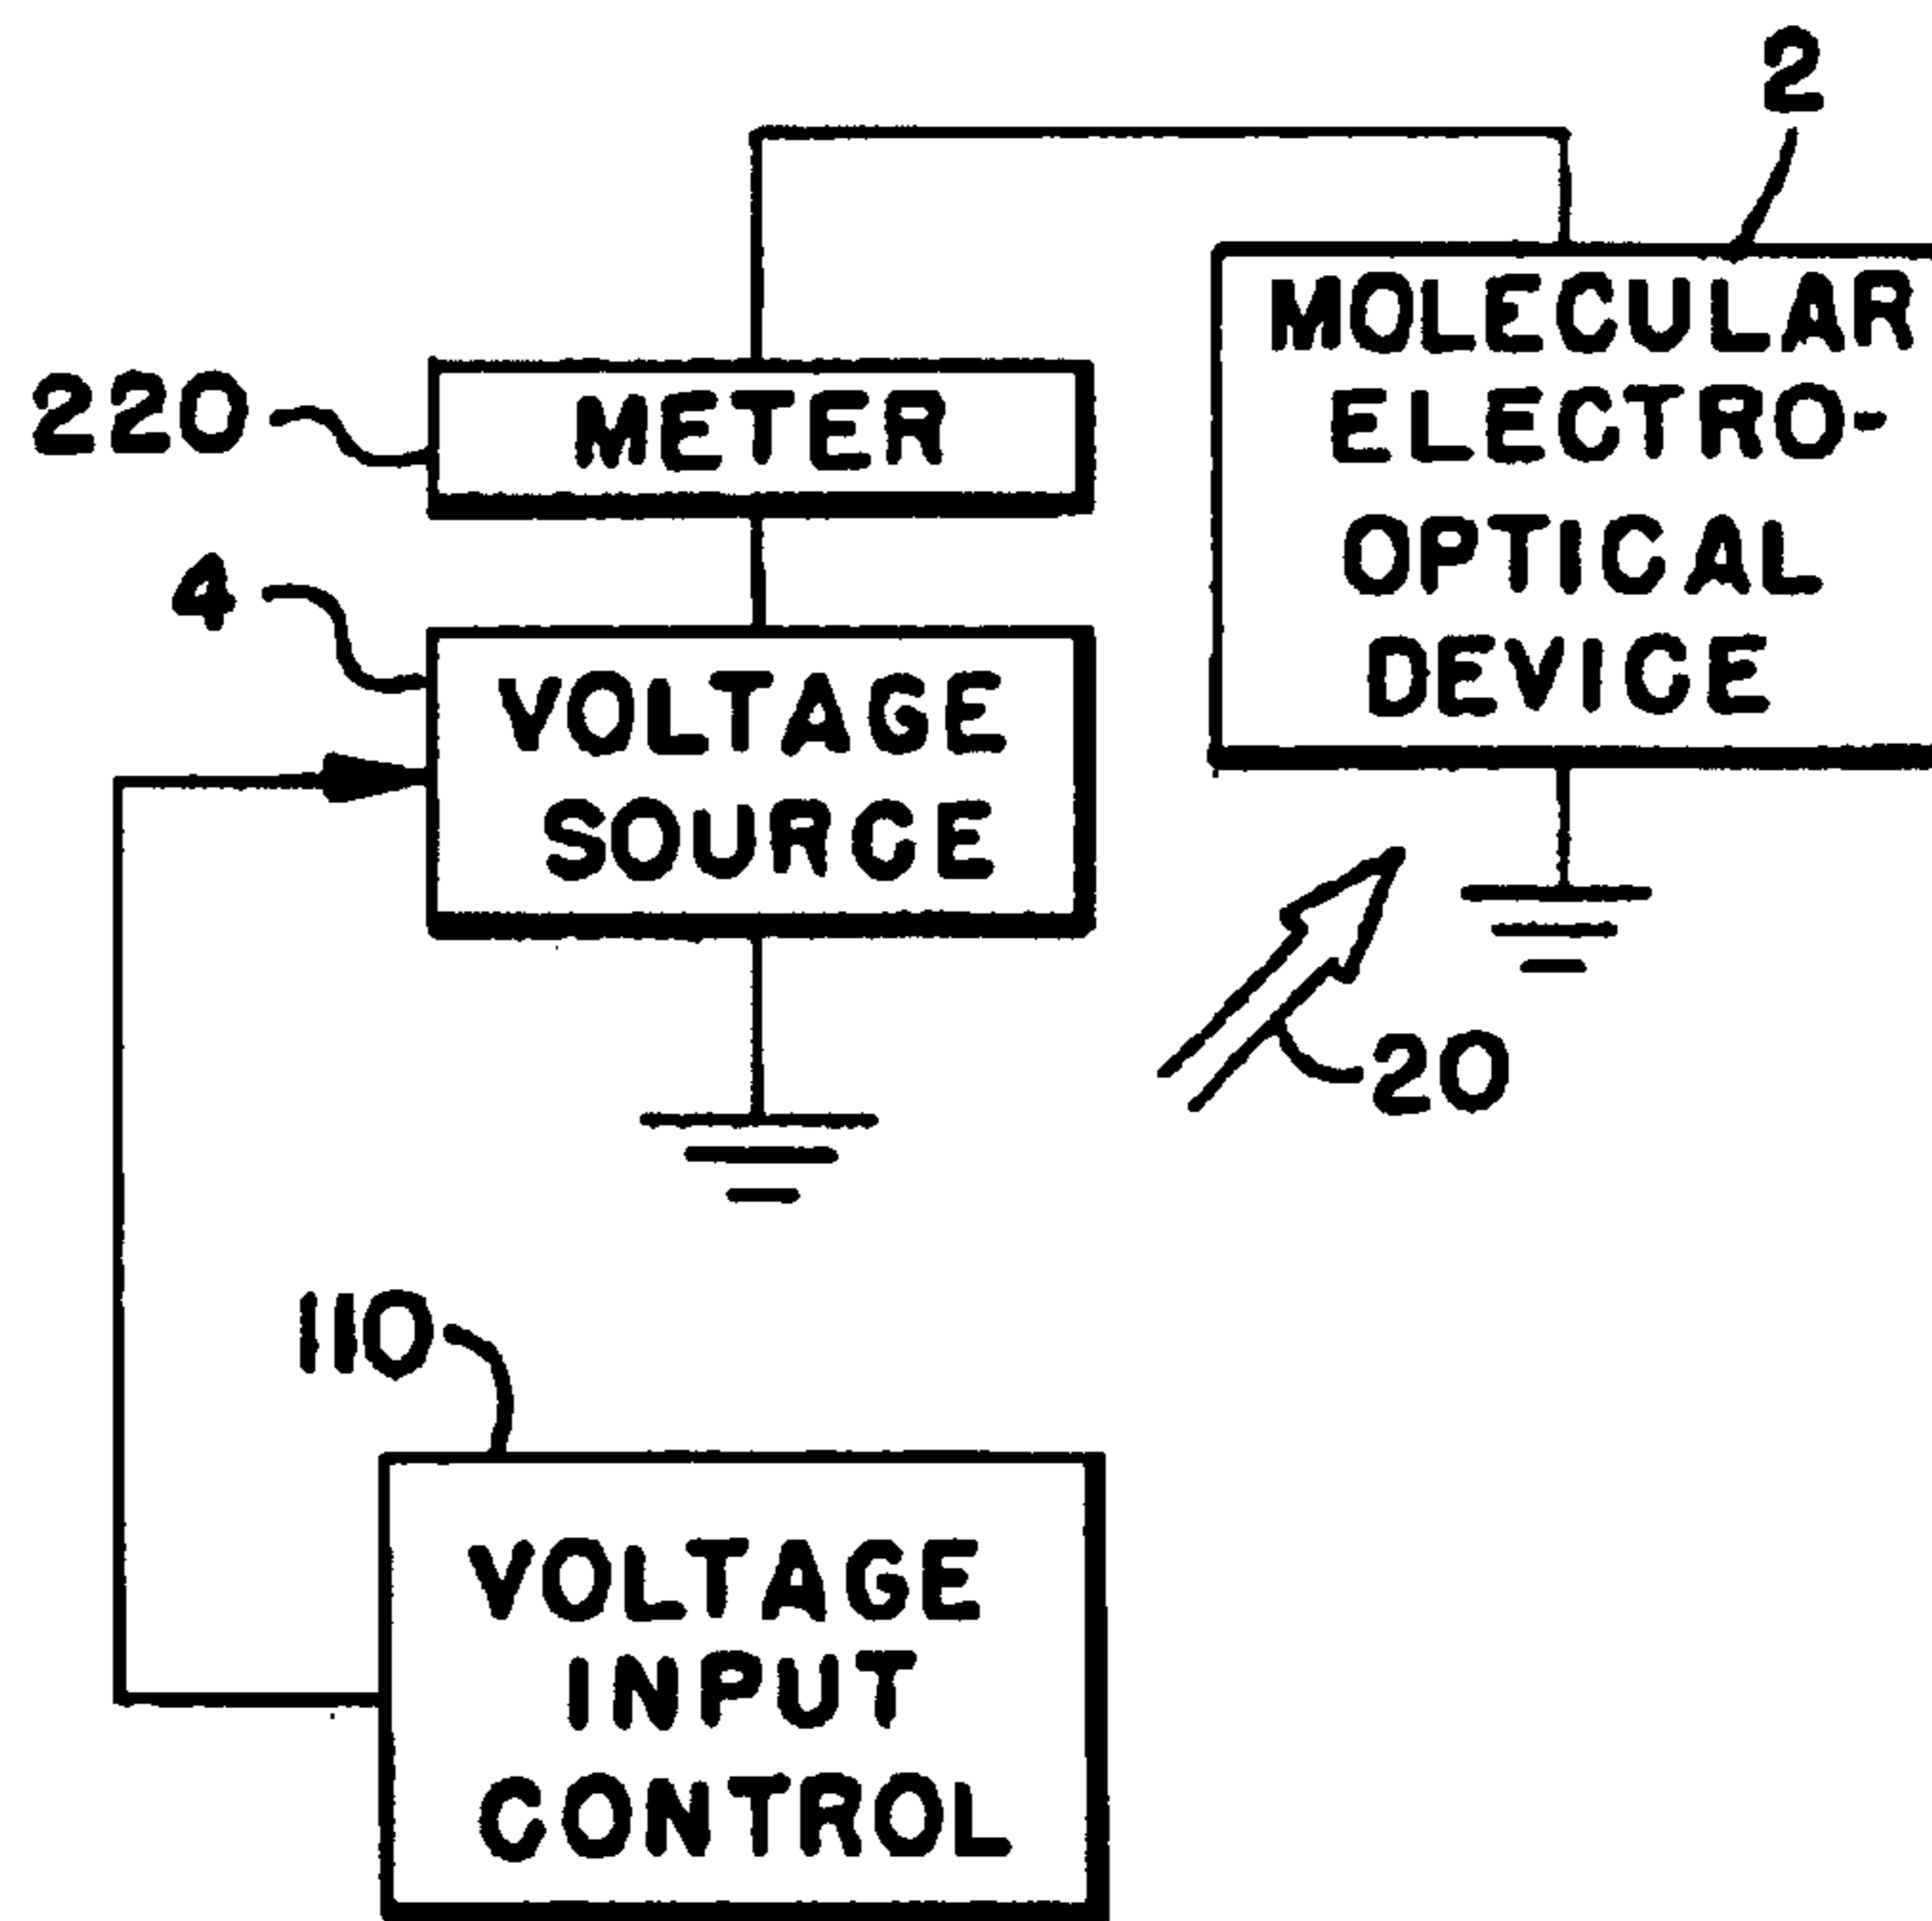 2
MOLECULAR
ELECTRO-
OPTICAL
DEVICE
220
METER
4
VOLTAGE
SOURCE
20
110
VOLTAGE
INPUT
CONTROL